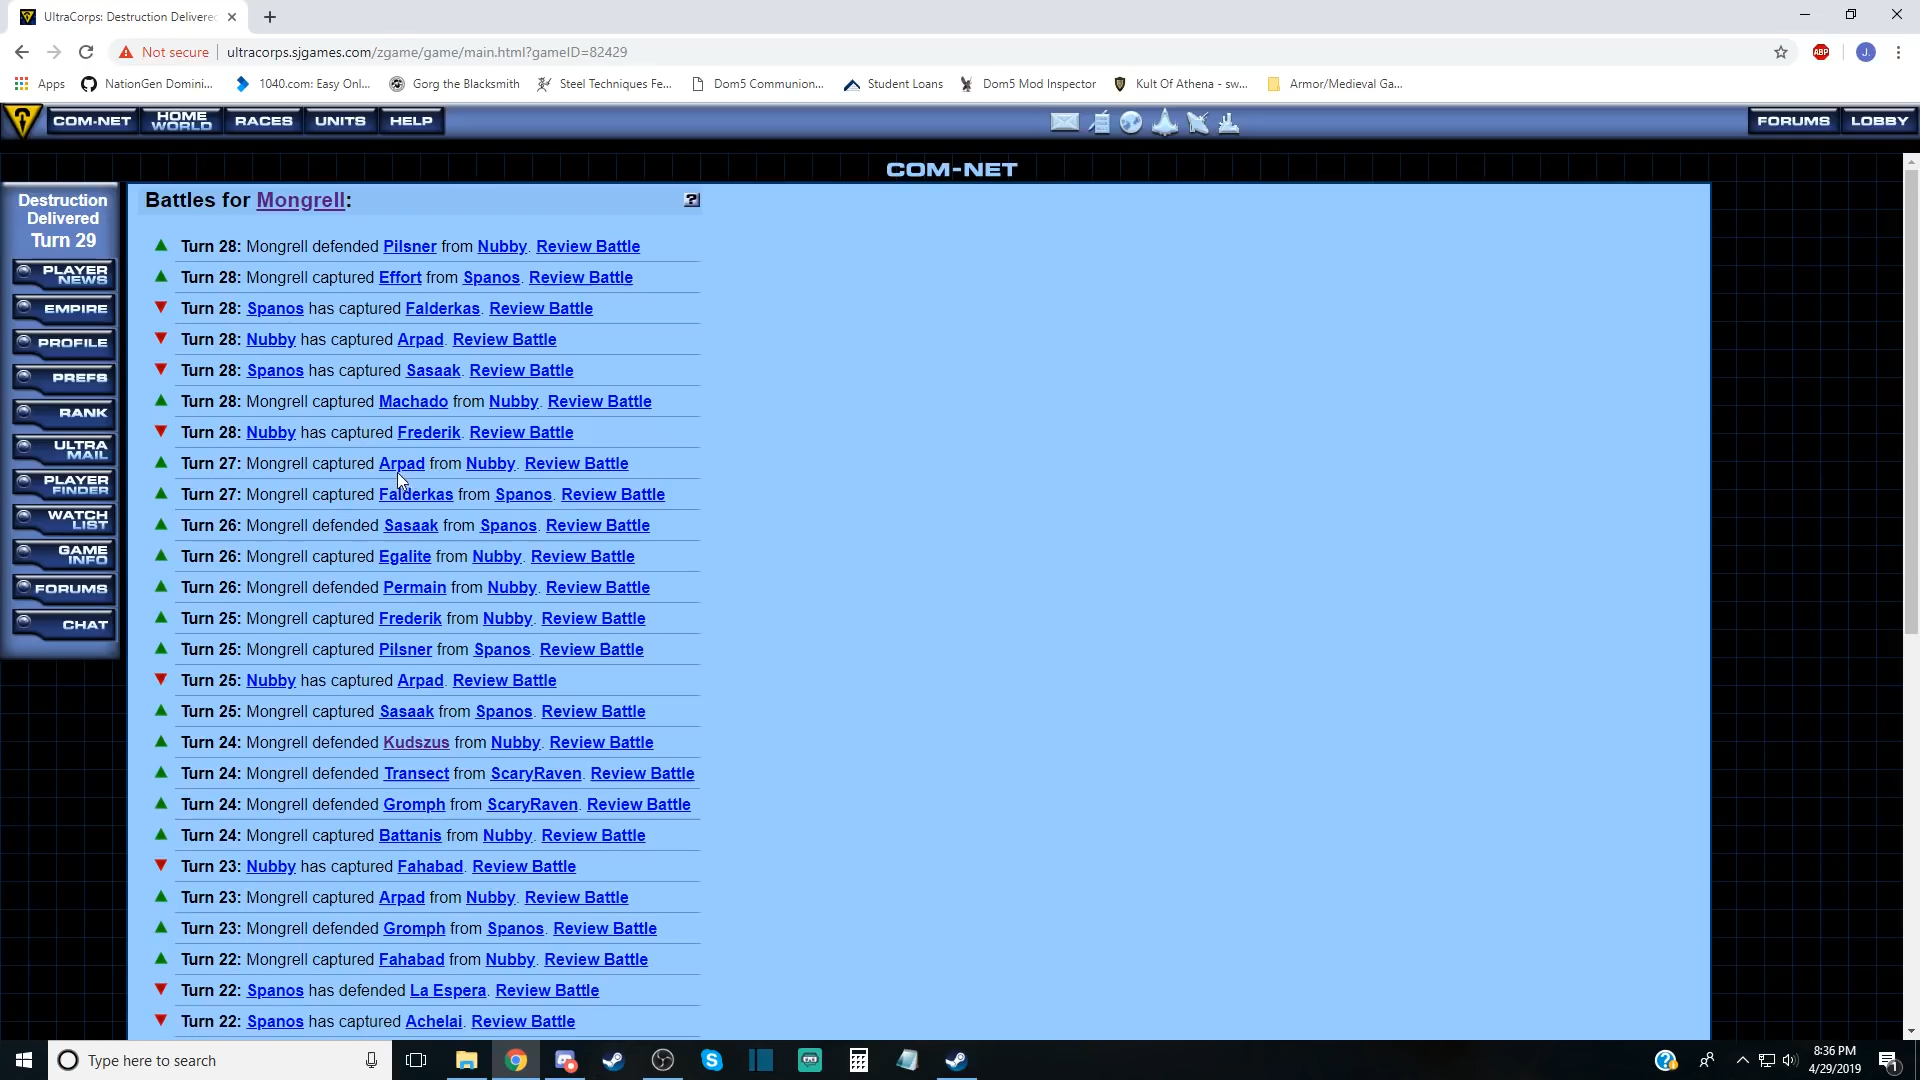 UltraCorps: Destruction Delivered
Not secure ultracorps.sjgames.com/zgame/game/main.html?gameID=82429
ABP J.
Apps NationGen Domini... 1040.com: Easy Onl... Gorg the Blacksmith Steel Techniques Fe... Dom5 Communion... Student Loans Dom5 Mod Inspector Kult Of Athena - sw... Armor/Medieval Ga...
COM-NET HOME WORLD RACES UNITS HELP FORUMS LOBBY
COM-NET
Destruction
Delivered
Turn 29
PLAYER NEWS
EMPIRE
PROFILE
PREFS
RANK
ULTRA MAIL
PLAYER FINDER
WATCH LIST
GAME INFO
FORUMS
CHAT
Battles for Mongrell: ?
Turn 28: Mongrell defended Pilsner from Nubby. Review Battle
Turn 28: Mongrell captured Effort from Spanos. Review Battle
Turn 28: Spanos has captured Falderkas. Review Battle
Turn 28: Nubby has captured Arpad. Review Battle
Turn 28: Spanos has captured Sasaak. Review Battle
Turn 28: Mongrell captured Machado from Nubby. Review Battle
Turn 28: Nubby has captured Frederik. Review Battle
Turn 27: Mongrell captured Arpad from Nubby. Review Battle
Turn 27: Mongrell captured Falderkas from Spanos. Review Battle
Turn 26: Mongrell defended Sasaak from Spanos. Review Battle
Turn 26: Mongrell captured Egalite from Nubby. Review Battle
Turn 26: Mongrell defended Permain from Nubby. Review Battle
Turn 25: Mongrell captured Frederik from Nubby. Review Battle
Turn 25: Mongrell captured Pilsner from Spanos. Review Battle
Turn 25: Nubby has captured Arpad. Review Battle
Turn 25: Mongrell captured Sasaak from Spanos. Review Battle
Turn 24: Mongrell defended Kudszus from Nubby. Review Battle
Turn 24: Mongrell defended Transect from ScaryRaven. Review Battle
Turn 24: Mongrell defended Gromph from ScaryRaven. Review Battle
Turn 24: Mongrell captured Battanis from Nubby. Review Battle
Turn 23: Nubby has captured Fahabad. Review Battle
Turn 23: Mongrell captured Arpad from Nubby. Review Battle
Turn 23: Mongrell defended Gromph from Spanos. Review Battle
Turn 22: Mongrell captured Fahabad from Nubby. Review Battle
Turn 22: Spanos has defended La Espera. Review Battle
Turn 22: Spanos has captured Achelai. Review Battle
Type here to search
8:36 PM
4/29/2019
1